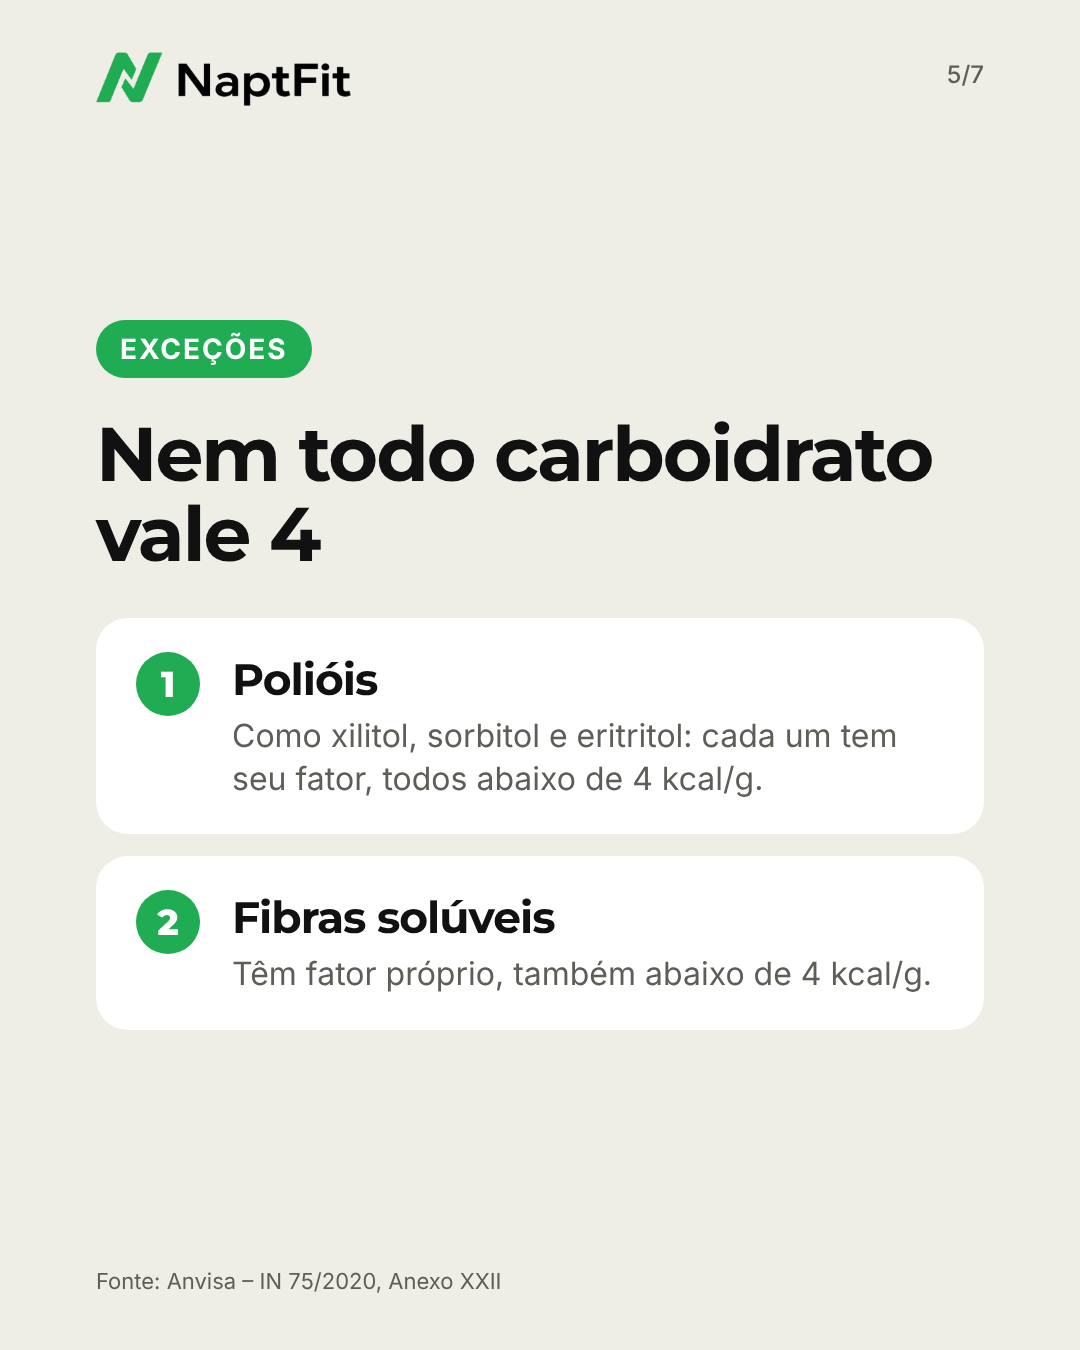 NaptFit
5/7
EXCEÇÕES
Nem todo carboidrato
vale 4
1
Polióis
Como xilitol, sorbitol e eritritol: cada um tem
seu fator, todos abaixo de 4 kcal/g.
2
Fibras solúveis
Têm fator próprio, também abaixo de 4 kcal/g.
Fonte: Anvisa – IN 75/2020, Anexo XXII